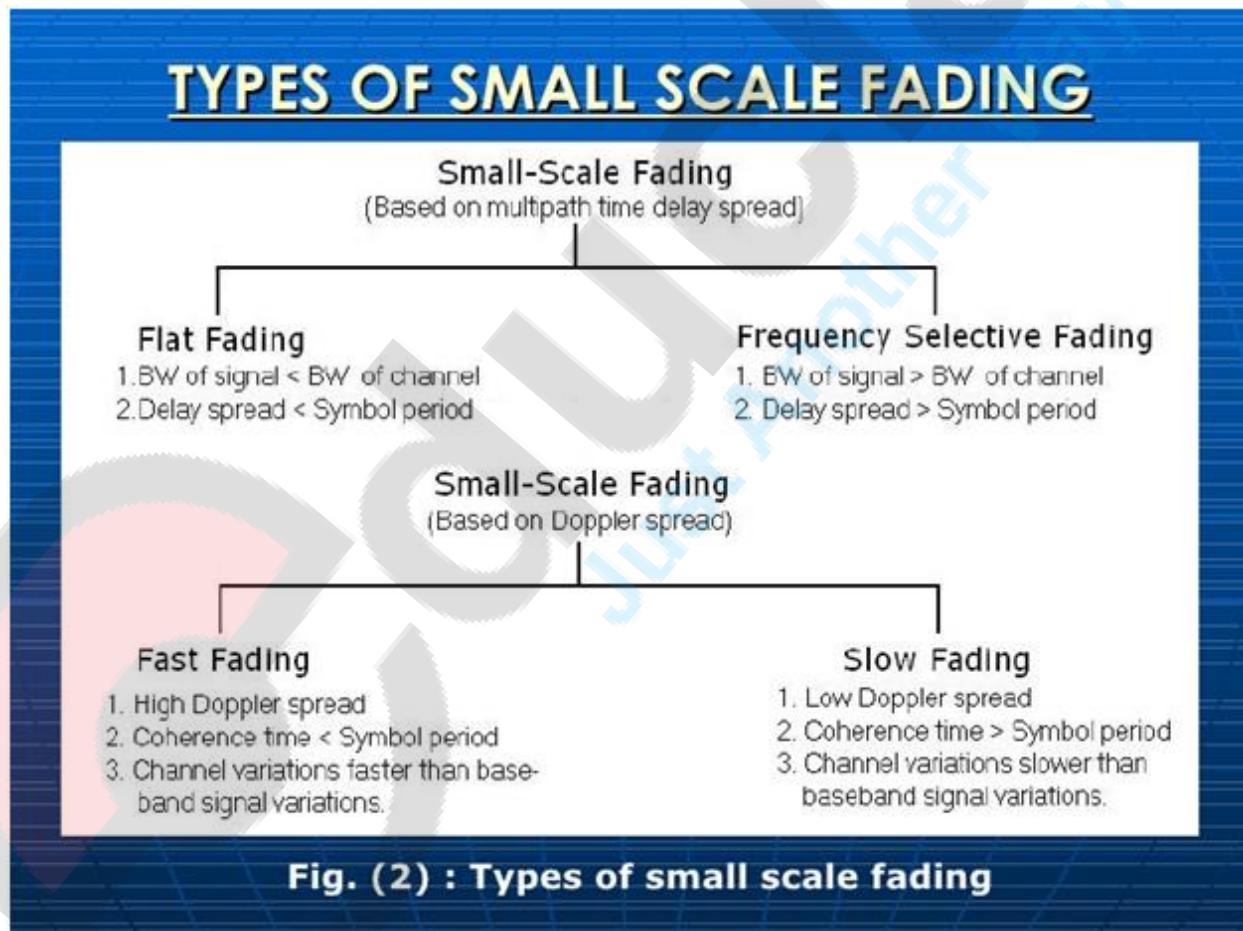 TYPES OF SMALL SCALE FADING
Small-Scale Fading
(Based on multipath time delay spread)
Flat Fading
1.BW of signal < BW of channel
2.Delay spread < Symbol period
Frequency Selective Fading
1. BW of signal > BW of channel
2. Delay spread > Symbol period
Small-Scale Fading
(Based on Doppler spread)
Fast Fading
1. High Doppler spread
2. Coherence time < Symbol period
3. Channel variations faster than base-
band signal variations.
Slow Fading
1. Low Doppler spread
2. Coherence time > Symbol period
3. Channel variations slower than
baseband signal variations.
Fig. (2) : Types of small scale fading
Just Another